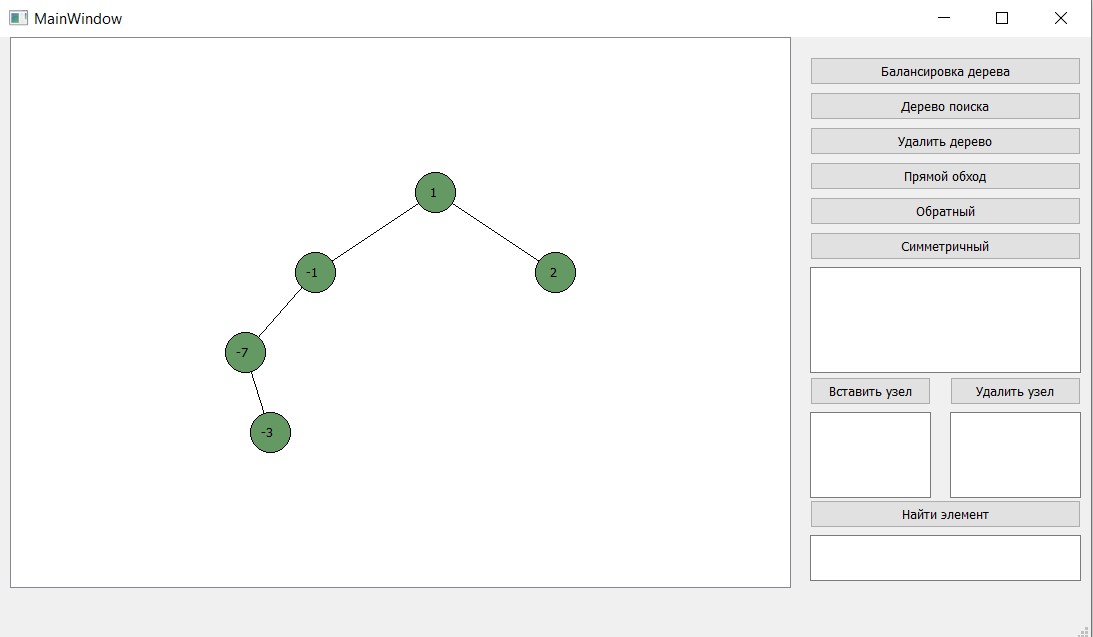 MainWindow
1
-1
2
-7
-3
Балансировка дерева
Дерево поиска
Удалить дерево
Прямой обход
Обратный
Симметричный
Вставить узел
Удалить узел
Найти элемент